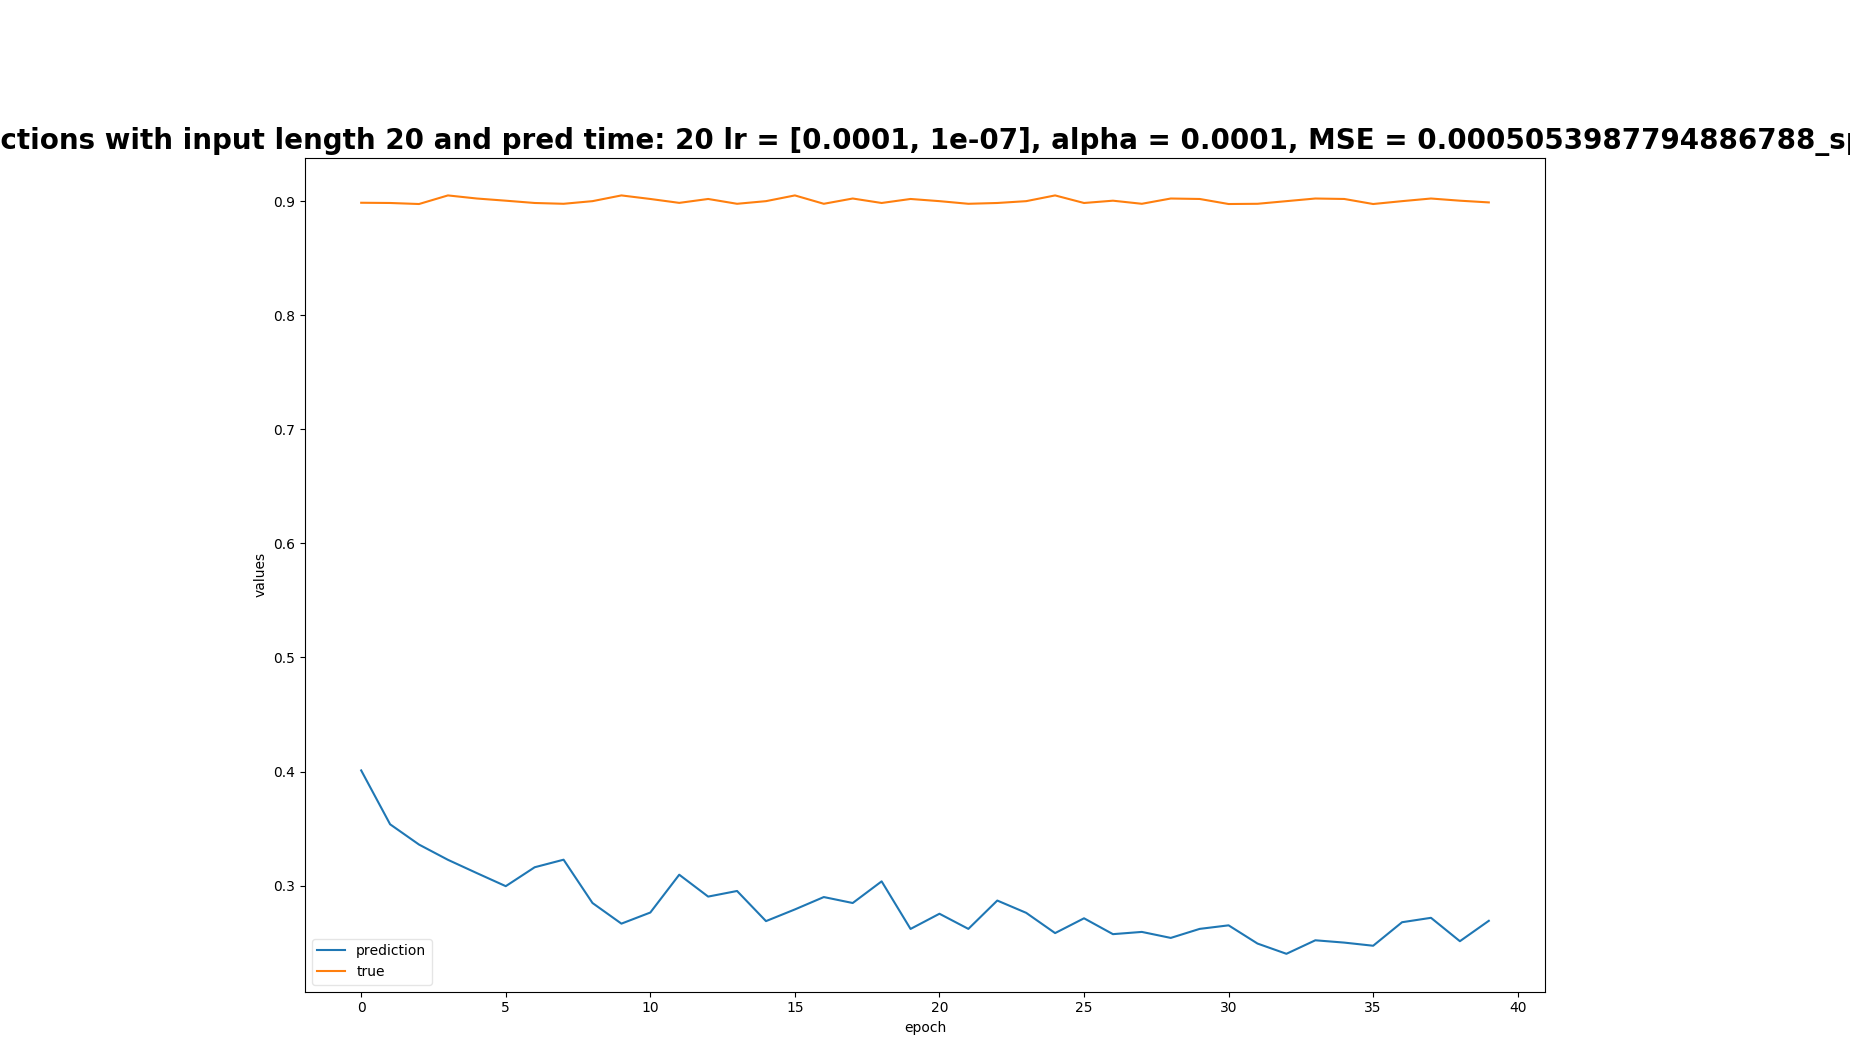 ctions with input length 20 and pred time: 20 lr = [0.0001, 1e-07], alpha = 0.0001, MSE = 0.0005053987794886788_sp
0.9
0.8
0.7
0.6
0.5
0.4
0.3
values
prediction
true
0 5 10 15 20 25 30 35 40
epoch